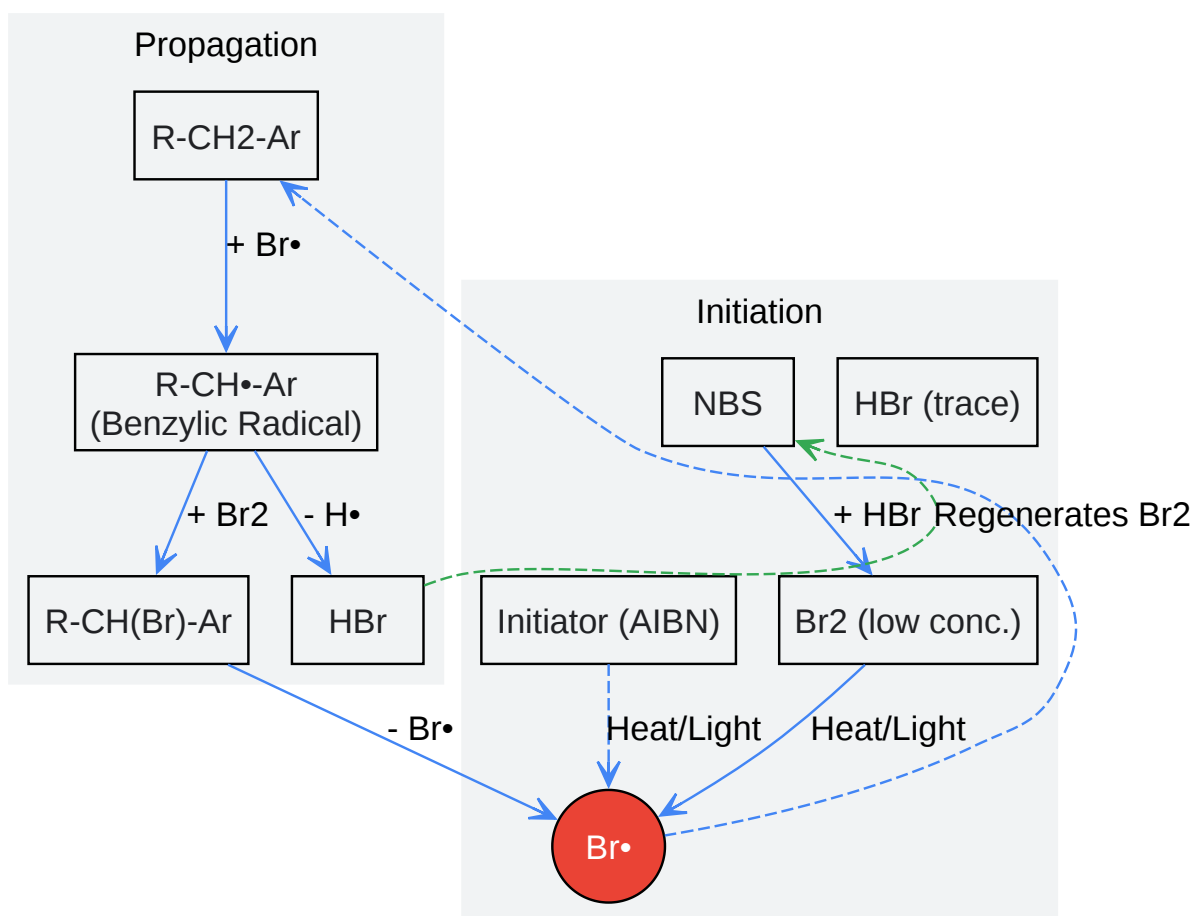 Propagation
R-CH2-Ar
+ Br•
R-CH•-Ar
(Benzylic Radical)
+ Br2
- H•
R-CH(Br)-Ar
HBr
- Br•
Initiation
NBS
HBr (trace)
+ HBr
Regenerates Br2
Initiator (AIBN)
Br2 (low conc.)
Heat/Light
Heat/Light
Br•